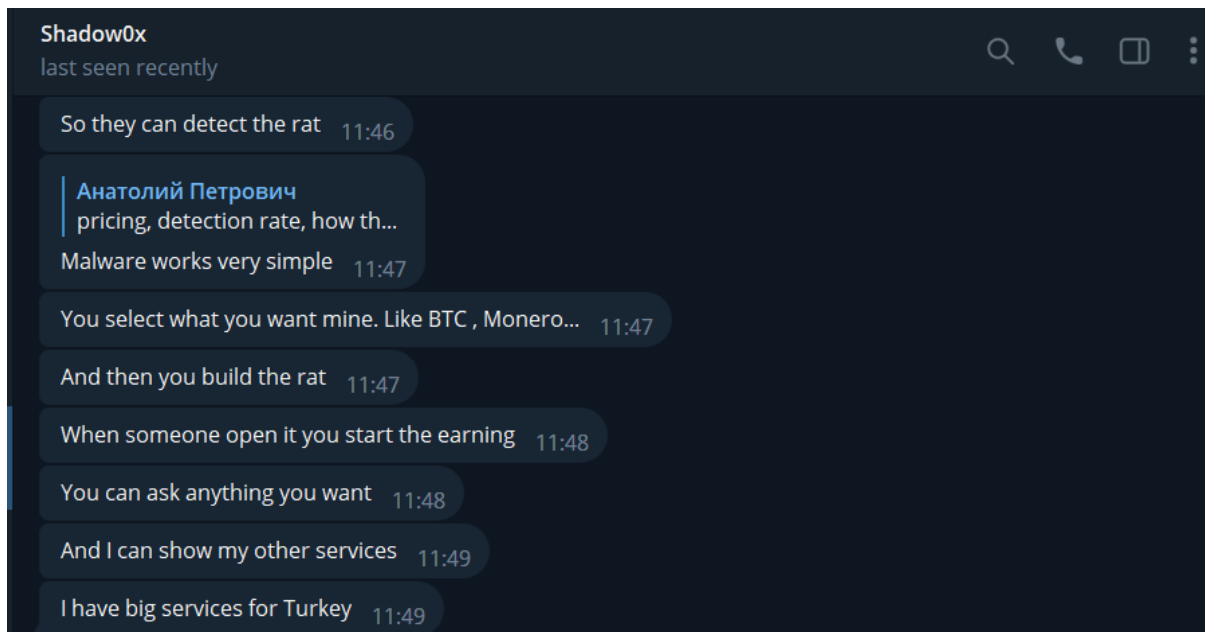 Shadow0x
last seen recently
So they can detect the rat 11:46
Анатолий Петрович
pricing, detection rate, how th...
Malware works very simple 11:47
You select what you want mine. Like BTC , Monero... 11:47
And then you build the rat 11:47
When someone open it you start the earning 11:48
You can ask anything you want 11:48
And I can show my other services 11:49
I have big services for Turkey 11:49